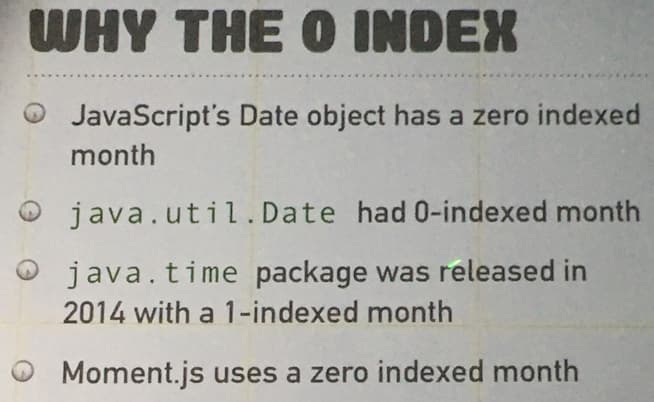 WHY THE 0 INDEX
JavaScript's Date object has a zero indexed
month
java.util.Date had 0-indexed month
java.time package was released in
2014 with a 1-indexed month
Moment.js uses a zero indexed month